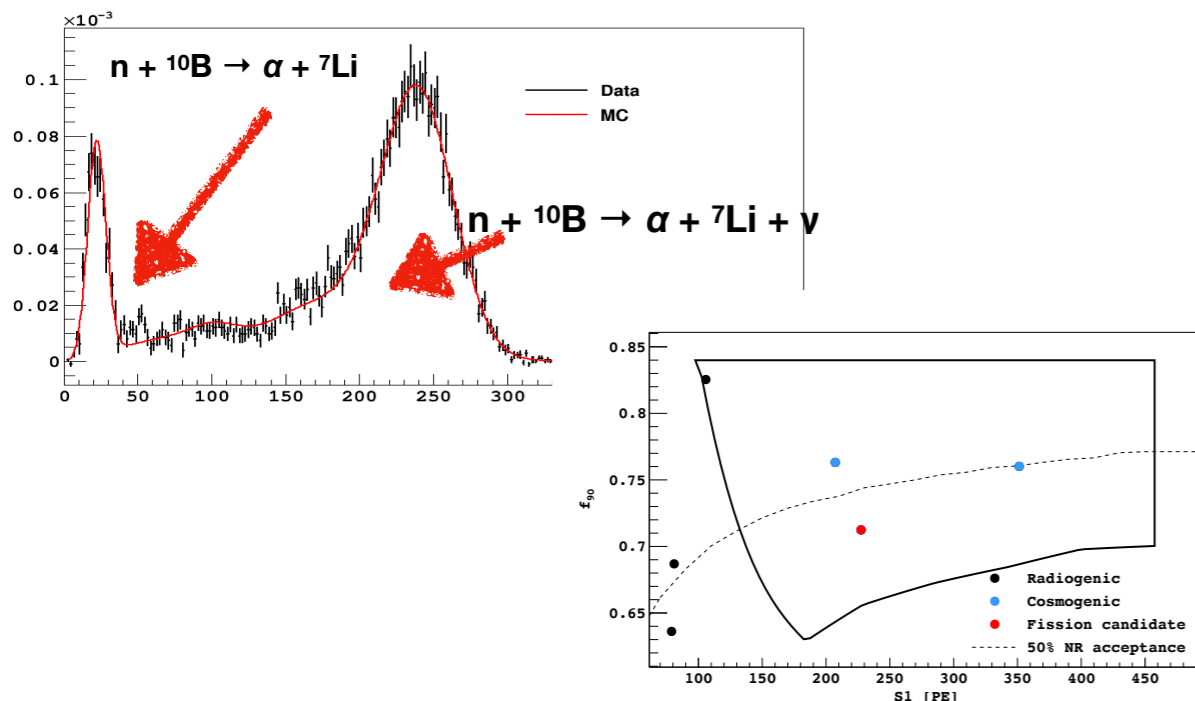 ×10⁻³
n + ¹⁰B → α + ⁷Li
0.1
0.08
0.06
0.04
0.02
0
Data
MC
n + ¹⁰B → α + ⁷Li + γ
0 50 100 150 200 250 300
0.85
0.8
0.75
0.7
0.65
f₉₀
Radiogenic
Cosmogenic
Fission candidate
50% NR acceptance
100 150 200 250 300 350 400 450
S1 [PE]